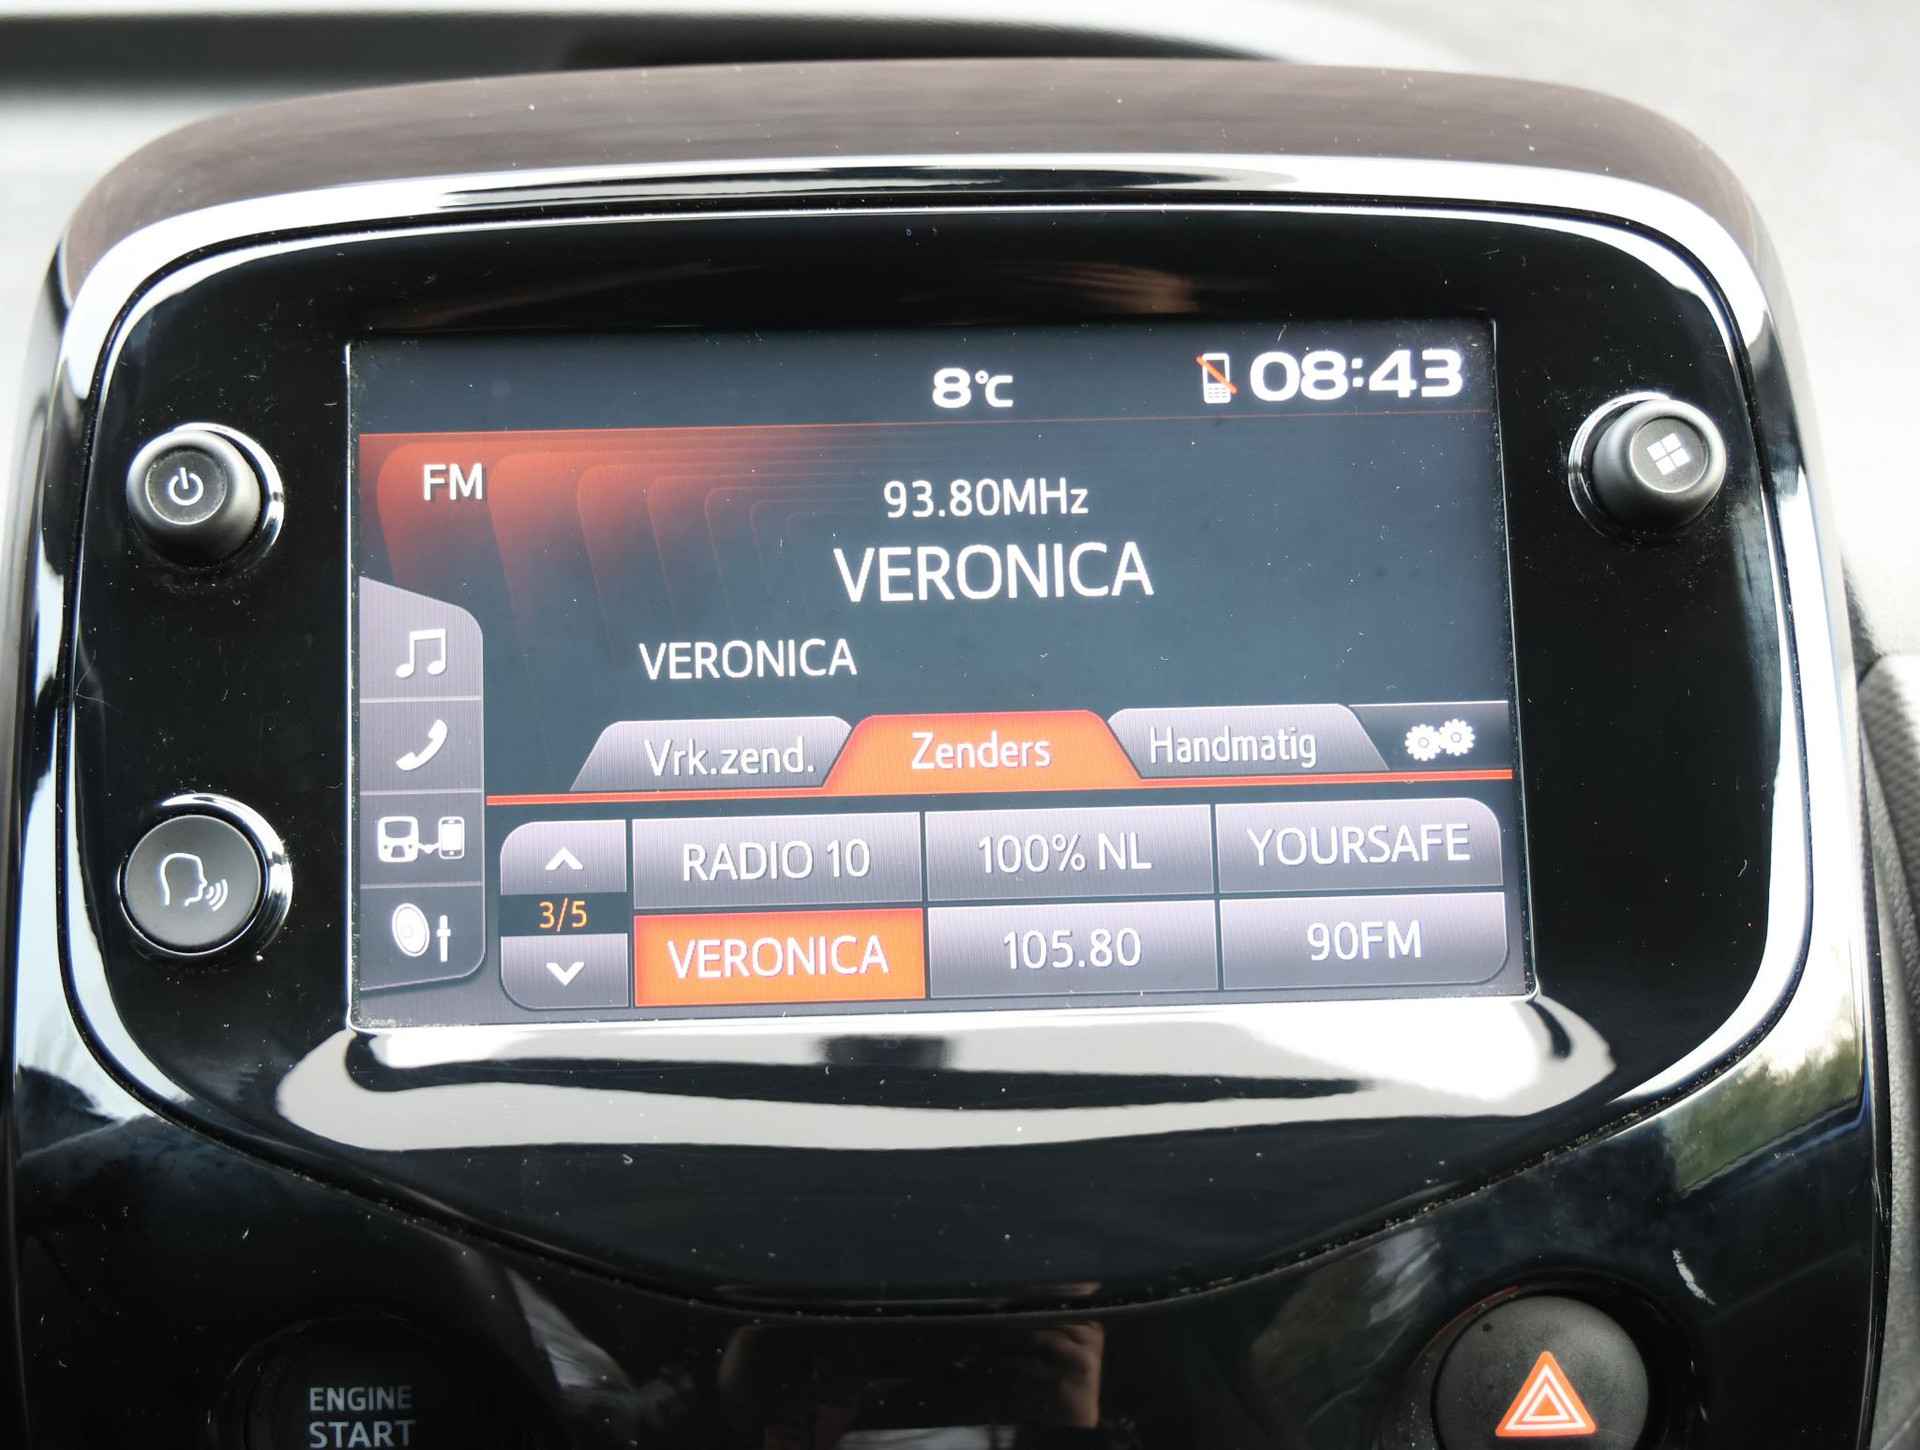 8°C 08:43
FM
93.80MHz
VERONICA
VERONICA
Vrk.zend. Zenders Handmatig
RADIO 10 100% NL YOURSAFE
3/5
VERONICA 105.80 90FM
ENGINE
START